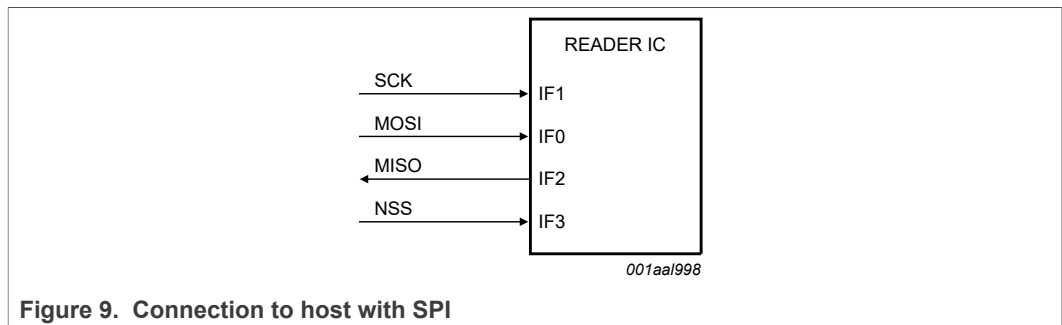 READER IC
SCK
IF1
MOSI
IF0
MISO
IF2
NSS
IF3
001aal998
Figure 9. Connection to host with SPI